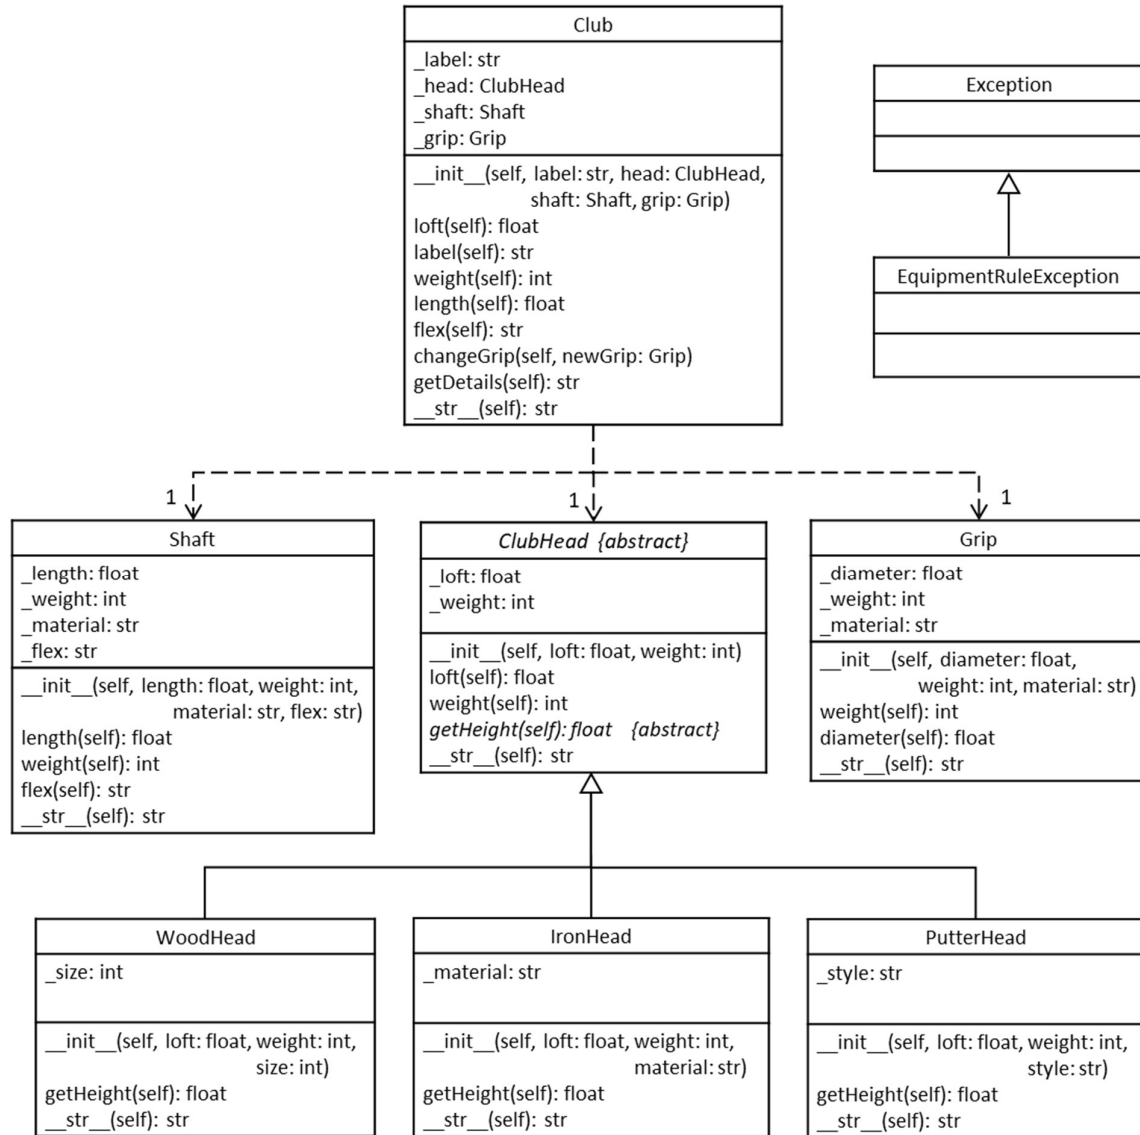 Club
_label: str
_head: ClubHead
_shaft: Shaft
_grip: Grip
__init__(self, label: str, head: ClubHead,
shaft: Shaft, grip: Grip)
loft(self): float
label(self): str
weight(self): int
length(self): float
flex(self): str
changeGrip(self, newGrip: Grip)
getDetails(self): str
__str__(self): str
Exception
EquipmentRuleException
1
1
1
Shaft
_length: float
_weight: int
_material: str
_flex: str
__init__(self, length: float, weight: int,
material: str, flex: str)
length(self): float
weight(self): int
flex(self): str
__str__(self): str
ClubHead {abstract}
_loft: float
_weight: int
__init__(self, loft: float, weight: int)
loft(self): float
weight(self): int
getHeight(self): float {abstract}
__str__(self): str
Grip
_diameter: float
_weight: int
_material: str
__init__(self, diameter: float,
weight: int, material: str)
weight(self): int
diameter(self): float
__str__(self): str
WoodHead
_size: int
__init__(self, loft: float, weight: int,
size: int)
getHeight(self): float
__str__(self): str
IronHead
_material: str
__init__(self, loft: float, weight: int,
material: str)
getHeight(self): float
__str__(self): str
PutterHead
_style: str
__init__(self, loft: float, weight: int,
style: str)
getHeight(self): float
__str__(self): str